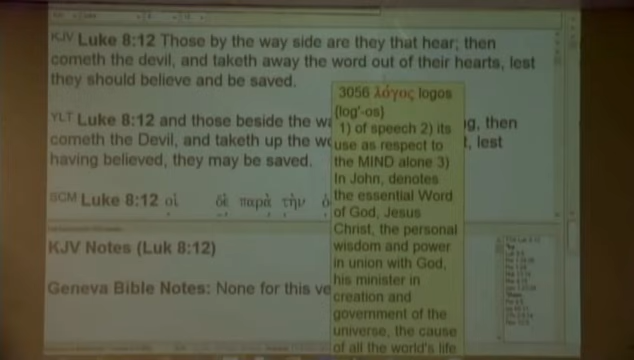 KJV Luke 8:12 Those by the way side are they that hear; then
cometh the devil, and taketh away the word out of their hearts, lest
they should believe and be saved.
YLT Luke 8:12 and those beside the
g, then
cometh the Devil, and taketh up the
, lest
having believed, they may be saved.
SCM Luke 8:12 οἱ δὲ παρὰ τὴν
KJV Notes (Luk 8:12)
Geneva Bible Notes: None for this ve
3056 λόγος logos
{log'-os}
1) of speech 2) its
use as respect to
the MIND alone 3)
In John, denotes
the essential Word
of God, Jesus
Christ, the personal
wisdom and power
in union with God,
his minister in
creation and
government of the
universe, the cause
of all the world's life